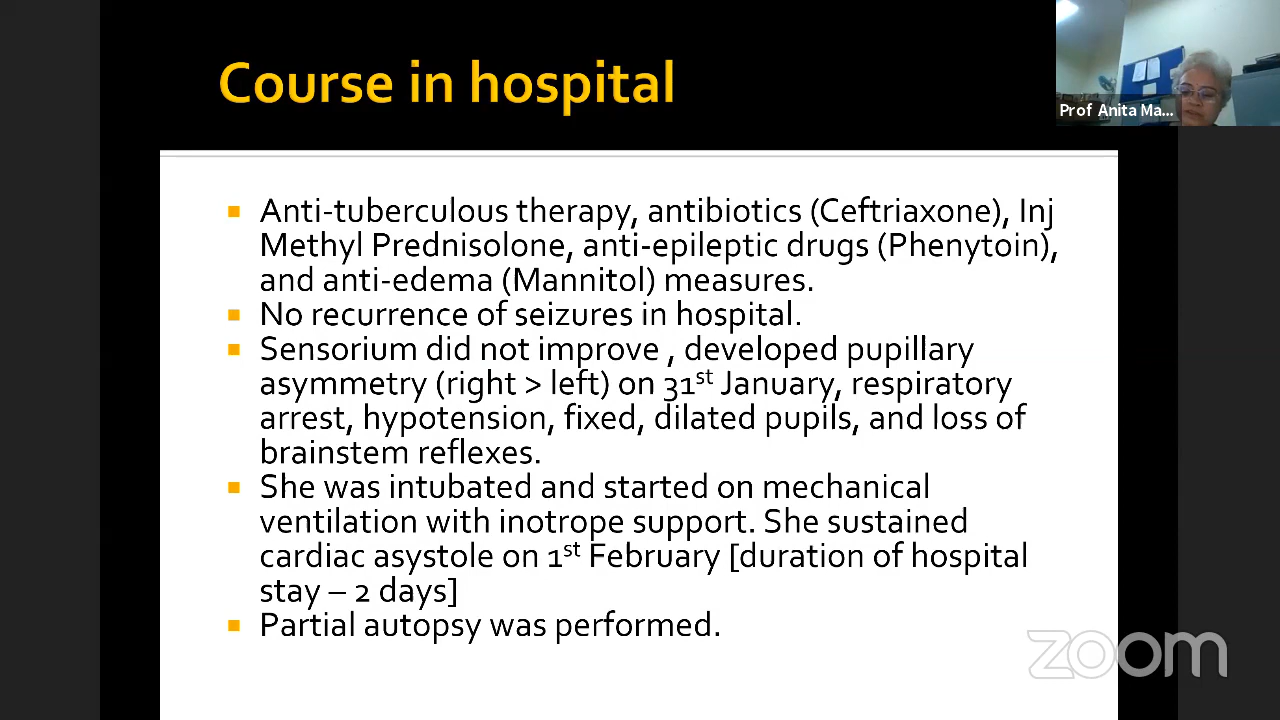 Course in hospital
Prof Anita Ma...
Anti-tuberculous therapy, antibiotics (Ceftriaxone), Inj
Methyl Prednisolone, anti-epileptic drugs (Phenytoin),
and anti-edema (Mannitol) measures.
No recurrence of seizures in hospital.
Sensorium did not improve , developed pupillary
asymmetry (right > left) on 31st January, respiratory
arrest, hypotension, fixed, dilated pupils, and loss of
brainstem reflexes.
She was intubated and started on mechanical
ventilation with inotrope support. She sustained
cardiac asystole on 1st February [duration of hospital
stay – 2 days]
Partial autopsy was performed.
zoom